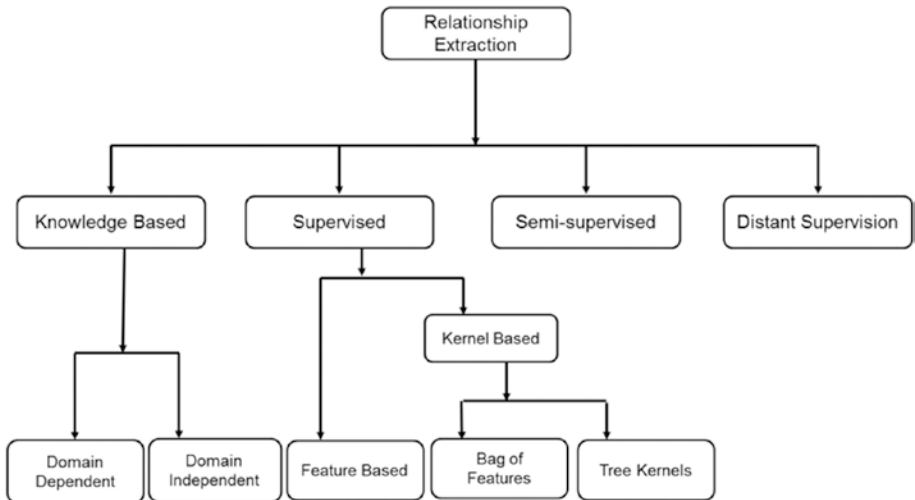 Relationship
Extraction
Knowledge Based
Supervised
Semi-supervised
Distant Supervision
Kernel Based
Domain
Dependent
Domain
Independent
Feature Based
Bag of
Features
Tree Kernels